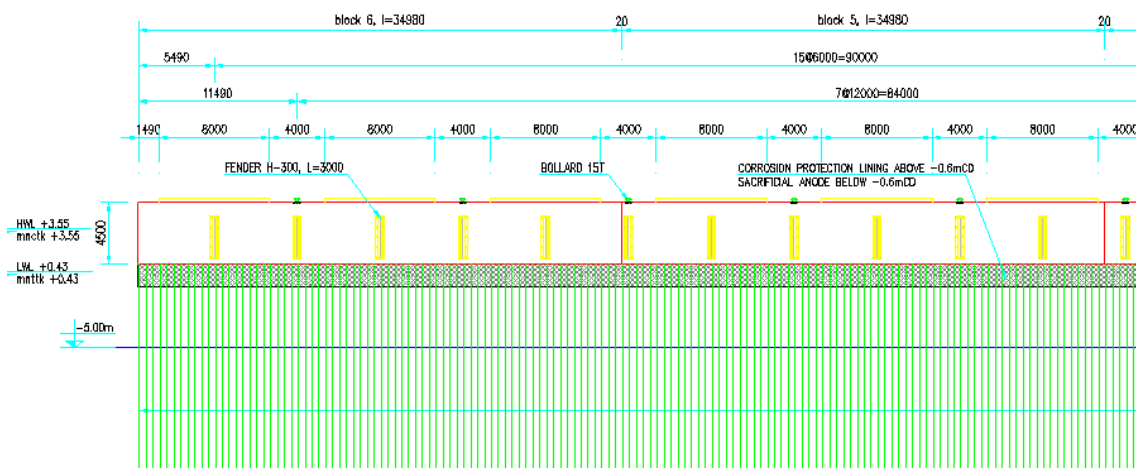 block 6, l=34980
20
block 5, l=34980
20
5490
15@6000=90000
11490
7@12000=84000
1490
8000
4000
8000
4000
8000
4000
8000
4000
8000
4000
8000
4000
FENDER H-300, L=3000
BOLLARD 15T
CORROSION PROTECTION LINING ABOVE -0.6mCD
SACRIFICIAL ANODE BELOW -0.6mCD
HWL +3.55
mnctk +3.55
4500
LWL +0.43
mnttk +0.43
-5.00m